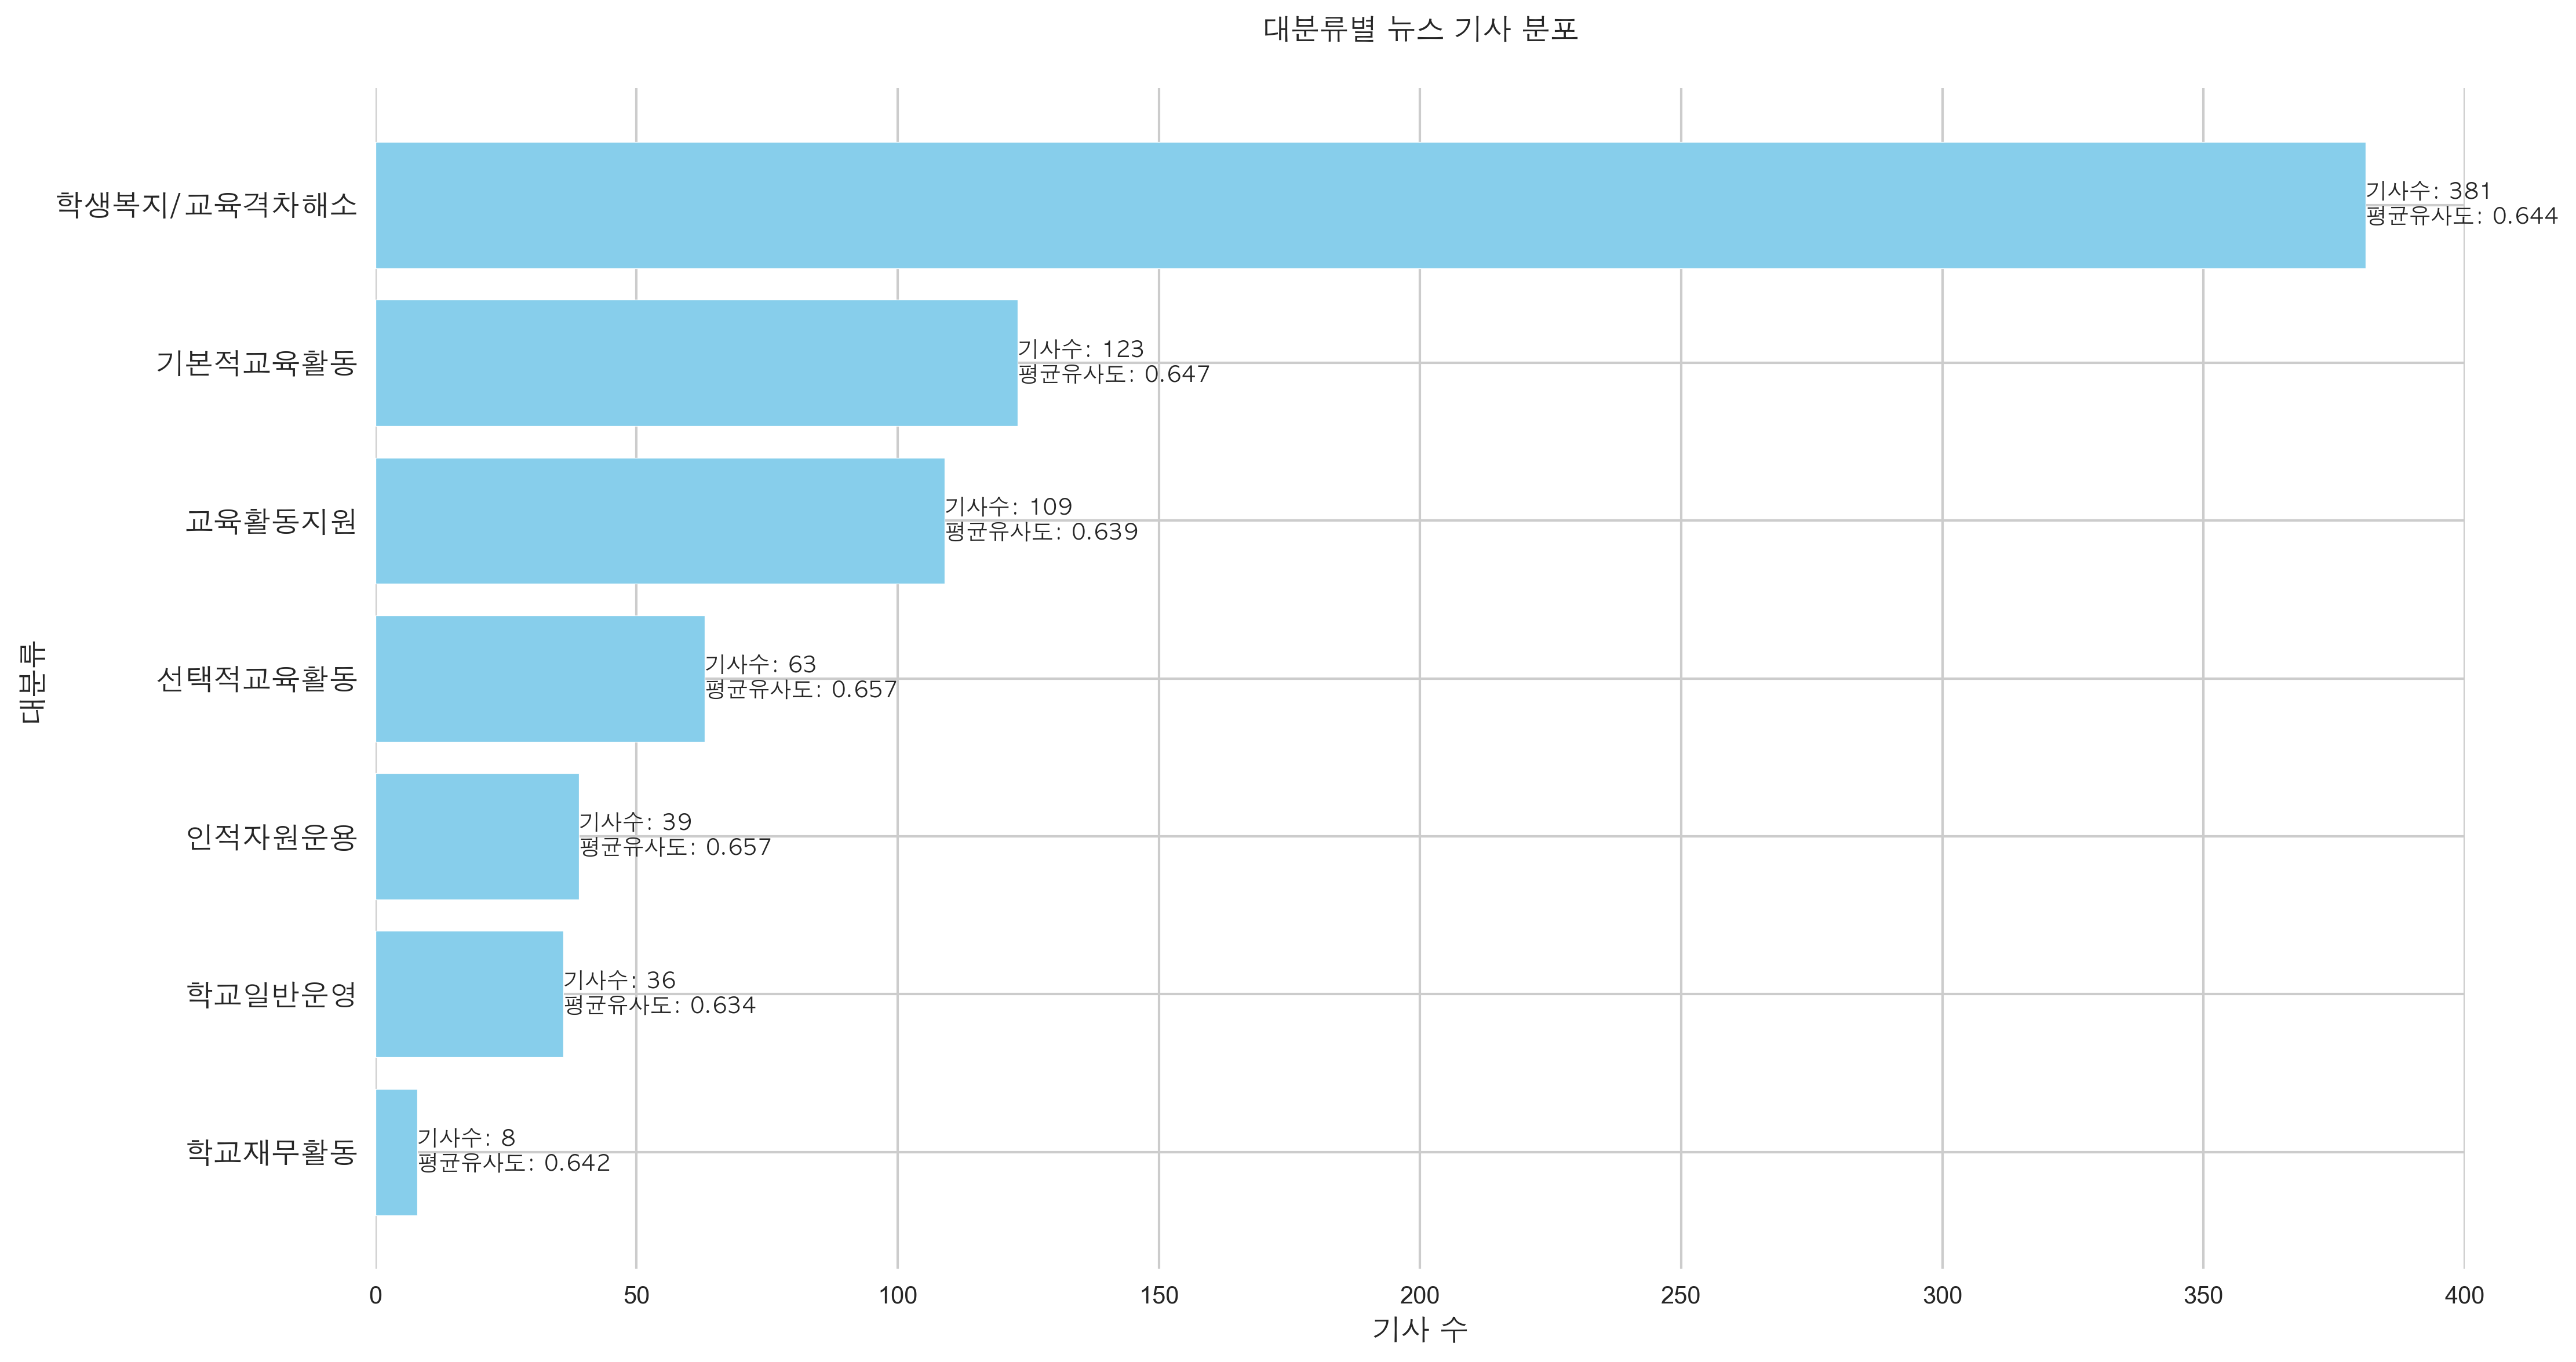 대분류별 뉴스 기사 분포
학생복지/교육격차해소
기사수: 381
평균유사도: 0.644
기본적교육활동
기사수: 123
평균유사도: 0.647
교육활동지원
기사수: 109
평균유사도: 0.639
선택적교육활동
기사수: 63
평균유사도: 0.657
인적자원운용
기사수: 39
평균유사도: 0.657
학교일반운영
기사수: 36
평균유사도: 0.634
학교재무활동
기사수: 8
평균유사도: 0.642
대분류
0 50 100 150 200 250 300 350 400
기사 수